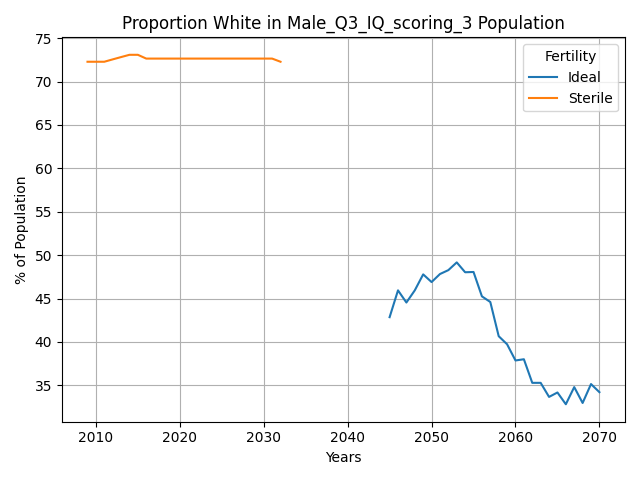 Proportion White in Male_Q3_IQ_scoring_3 Population
75
70
65
60
55
50
45
40
35
% of Population
Fertility
Ideal
Sterile
2010 2020 2030 2040 2050 2060 2070
Years